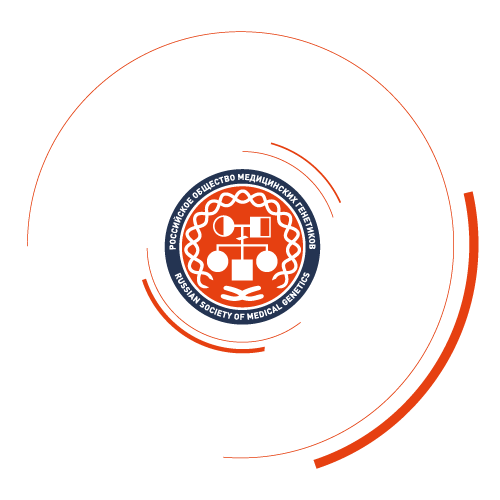 РОССИЙСКОЕ ОБЩЕСТВО МЕДИЦИНСКИХ ГЕНЕТИКОВ
RUSSIAN SOCIETY OF MEDICAL GENETICS